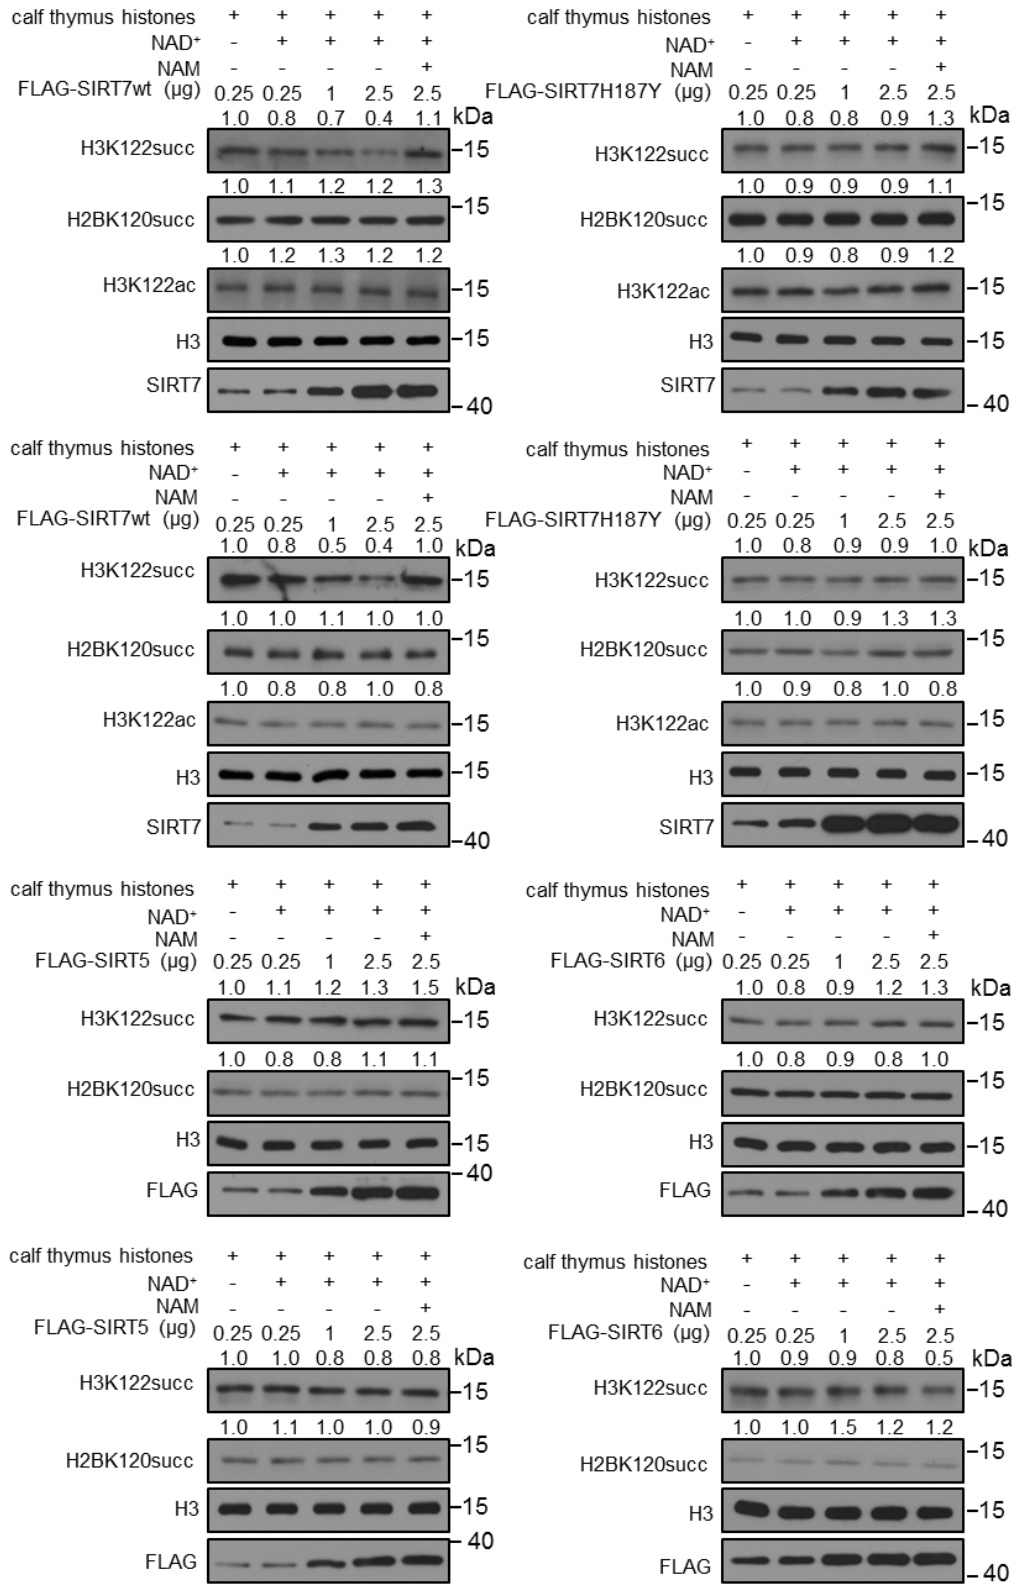 calf thymus histones + + + + +
NAD+ - + + + +
NAM - - - - +
FLAG-SIRT7wt (μg) 0.25 0.25 1 2.5 2.5
1.0 0.8 0.7 0.4 1.1 kDa
H3K122succ -15
1.0 1.1 1.2 1.2 1.3
H2BK120succ -15
1.0 1.2 1.3 1.2 1.2
H3K122ac -15
H3 -15
SIRT7 -40
calf thymus histones + + + + +
NAD+ - + + + +
NAM - - - - +
FLAG-SIRT7H187Y (μg) 0.25 0.25 1 2.5 2.5
1.0 0.8 0.8 0.9 1.3 kDa
H3K122succ -15
1.0 0.9 0.9 0.9 1.1
H2BK120succ -15
1.0 0.9 0.8 0.9 1.2
H3K122ac -15
H3 -15
SIRT7 -40
calf thymus histones + + + + +
NAD+ - + + + +
NAM - - - - +
FLAG-SIRT7wt (μg) 0.25 0.25 1 2.5 2.5
1.0 0.8 0.5 0.4 1.0 kDa
H3K122succ -15
1.0 1.0 1.1 1.0 1.0
H2BK120succ -15
1.0 0.8 0.8 1.0 0.8
H3K122ac -15
H3 -15
SIRT7 -40
calf thymus histones + + + + +
NAD+ - + + + +
NAM - - - - +
FLAG-SIRT7H187Y (μg) 0.25 0.25 1 2.5 2.5
1.0 0.8 0.9 0.9 1.0 kDa
H3K122succ -15
1.0 1.0 0.9 1.3 1.3
H2BK120succ -15
1.0 0.9 0.8 1.0 0.8
H3K122ac -15
H3 -15
SIRT7 -40
calf thymus histones + + + + +
NAD+ - + + + +
NAM - - - - +
FLAG-SIRT5 (μg) 0.25 0.25 1 2.5 2.5
1.0 1.1 1.2 1.3 1.5 kDa
H3K122succ -15
1.0 0.8 0.8 1.1 1.1
H2BK120succ -15
H3 -15
FLAG -40
calf thymus histones + + + + +
NAD+ - + + + +
NAM - - - - +
FLAG-SIRT6 (μg) 0.25 0.25 1 2.5 2.5
1.0 0.8 0.9 1.2 1.3 kDa
H3K122succ -15
1.0 0.8 0.9 0.8 1.0
H2BK120succ -15
H3 -15
FLAG -40
calf thymus histones + + + + +
NAD+ - + + + +
NAM - - - - +
FLAG-SIRT5 (μg) 0.25 0.25 1 2.5 2.5
1.0 1.0 0.8 0.8 0.8 kDa
H3K122succ -15
1.0 1.1 1.0 1.0 0.9
H2BK120succ -15
H3 -15
FLAG -40
calf thymus histones + + + + +
NAD+ - + + + +
NAM - - - - +
FLAG-SIRT6 (μg) 0.25 0.25 1 2.5 2.5
1.0 0.9 0.9 0.8 0.5 kDa
H3K122succ -15
1.0 1.0 1.5 1.2 1.2
H2BK120succ -15
H3 -15
FLAG -40